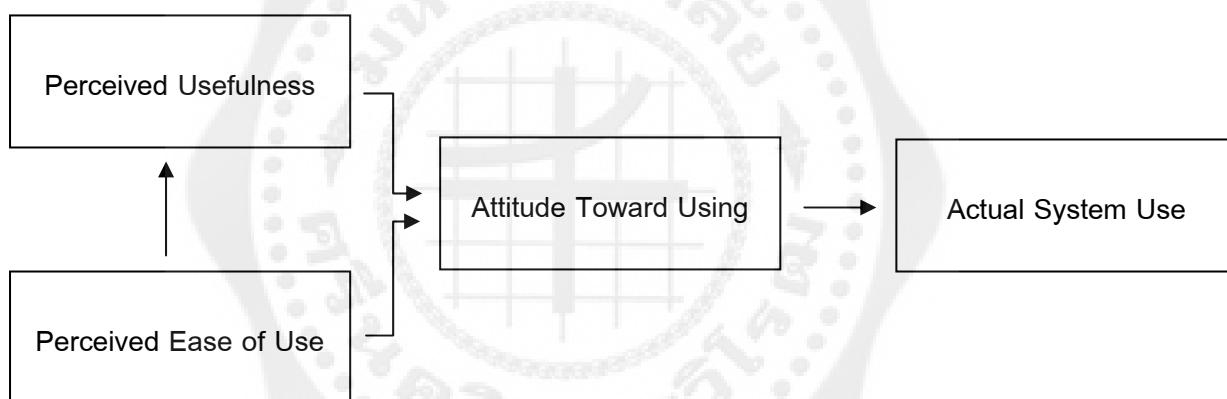 Perceived Usefulness
Attitude Toward Using
Actual System Use
Perceived Ease of Use